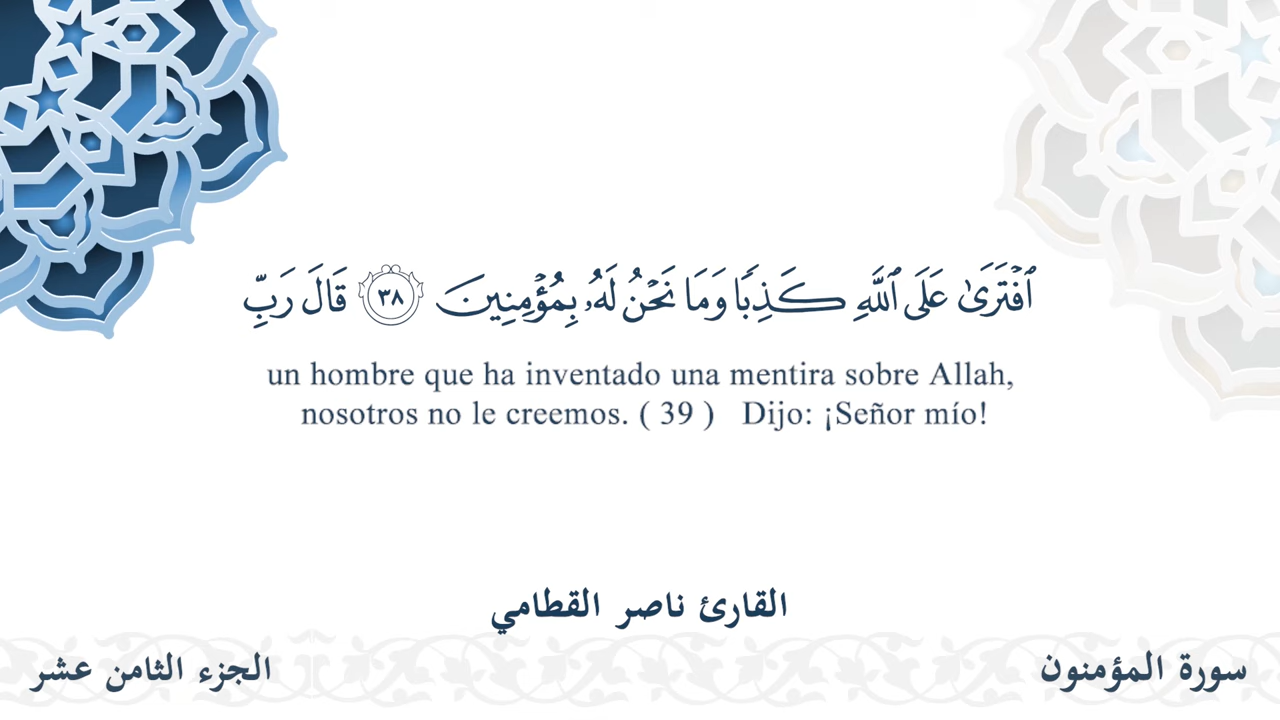 ٱفۡتَرَىٰ عَلَى ٱللَّهِ كَذِبٗا وَمَا نَحۡنُ لَهُۥ بِمُؤۡمِنِينَ ٣٨ قَالَ رَبِّ
un hombre que ha inventado una mentira sobre Allah,
nosotros no le creemos. ( 39 ) Dijo: ¡Señor mío!
القارئ ناصر القطامي
سورة المؤمنون
الجزء الثامن عشر